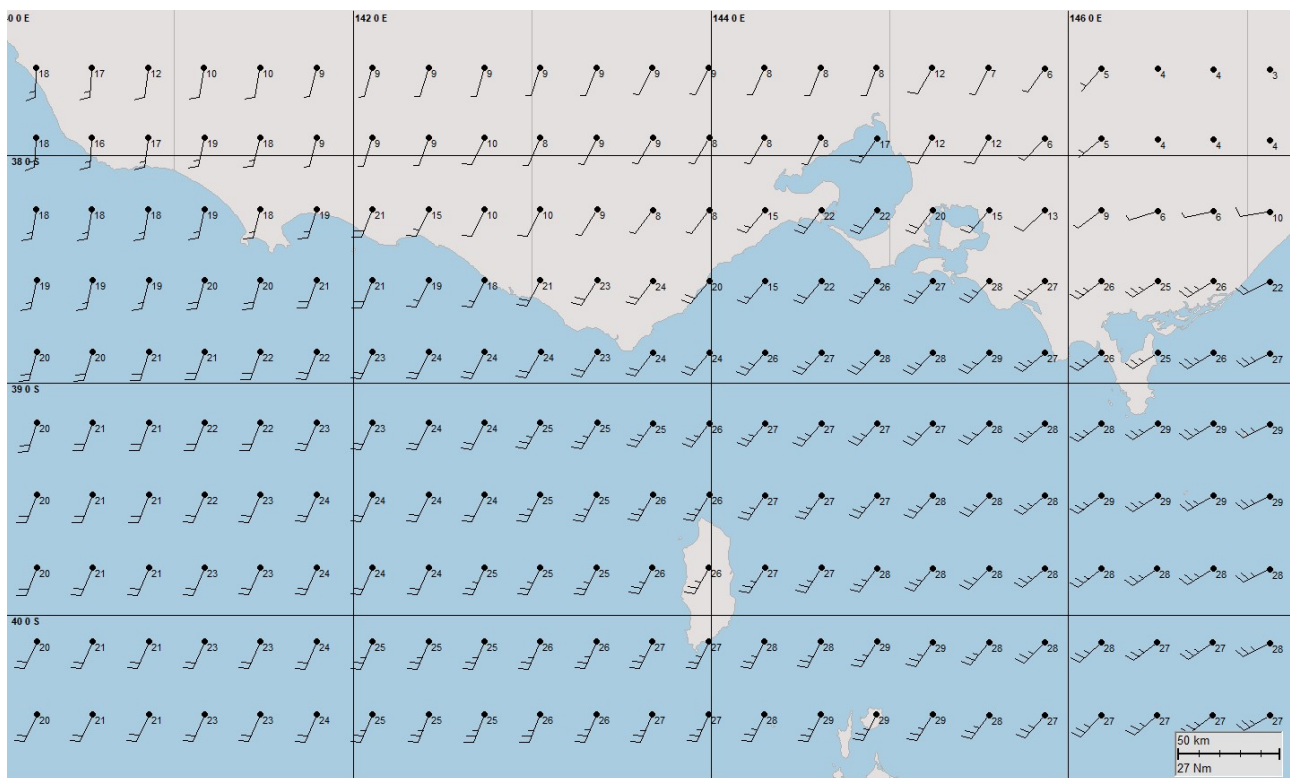 0 0 E 142 0 E 144 0 E 146 0 E
18 17 12 10 10 9 9 9 9 9 9 9 9 8 8 8 12 7 6 5 4 4 3
18 16 17 19 18 9 9 9 10 8 9 9 8 8 8 17 12 12 6 5 4 4 4
38 0 S
18 18 18 19 18 19 21 15 10 10 9 8 8 15 22 22 20 15 13 9 6 6 10
19 19 19 20 20 21 21 19 18 21 23 24 20 15 22 26 27 28 27 26 25 26 22
20 20 21 21 22 22 23 24 24 24 23 24 24 26 27 28 28 29 27 26 25 26 27
39 0 S
20 21 21 22 22 23 23 24 24 25 25 25 26 27 27 27 28 28 28 28 29 29 29
20 21 21 22 23 24 24 24 24 25 25 26 26 27 27 27 28 28 28 29 29 29 29
20 21 21 23 23 24 24 24 25 25 25 26 26 27 27 28 28 28 28 28 28 28 28
40 0 S
20 21 21 23 23 24 25 25 25 26 26 27 27 28 28 29 29 28 28 28 27 27 28
20 21 21 23 23 24 25 25 25 26 26 27 27 28 29 29 29 28 28 27 27 27 27
50 km
27 Nm